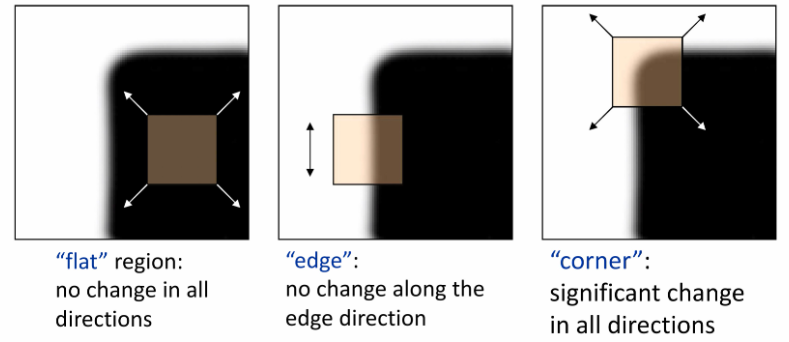 “flat” region:
no change in all
directions
“edge”:
no change along the
edge direction
“corner”:
significant change
in all directions